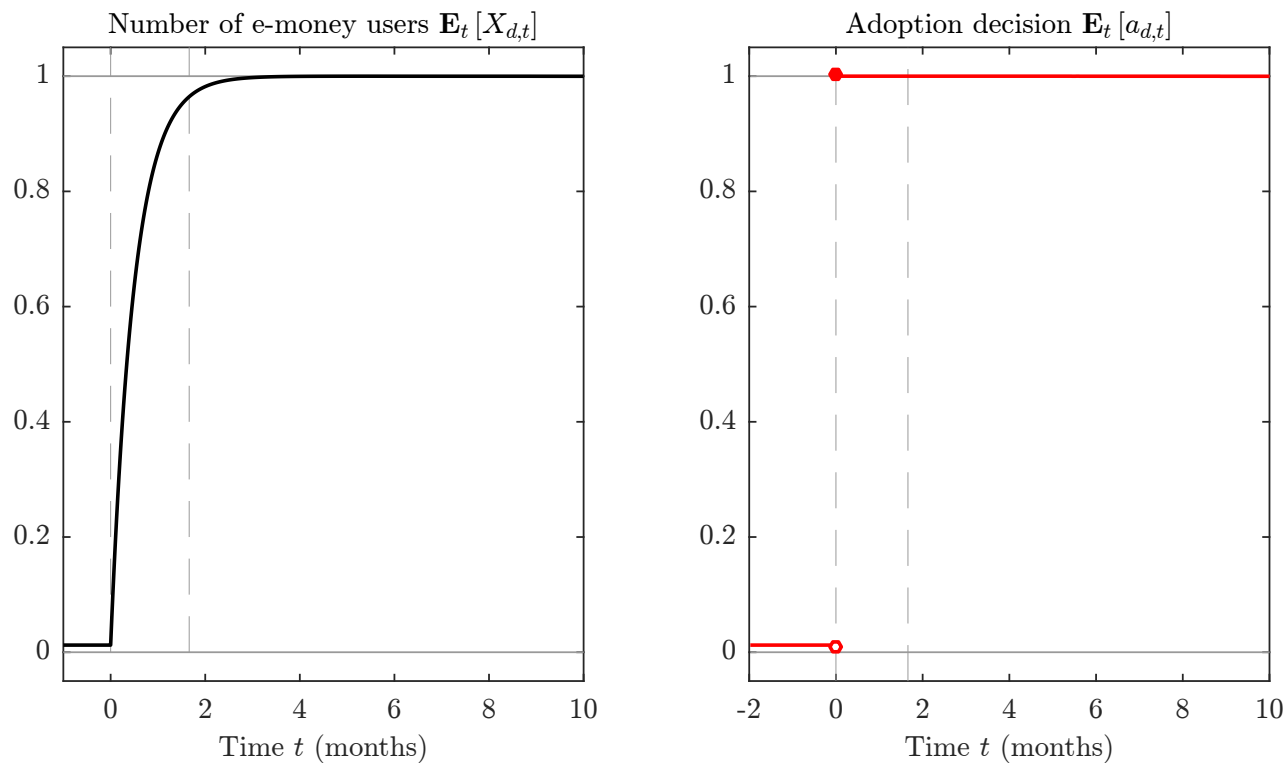 Number of e-money users E_t [X_{d,t}]
1
0.8
0.6
0.4
0.2
0
0 2 4 6 8 10
Time t (months)
Adoption decision E_t [a_{d,t}]
1
0.8
0.6
0.4
0.2
0
-2 0 2 4 6 8 10
Time t (months)